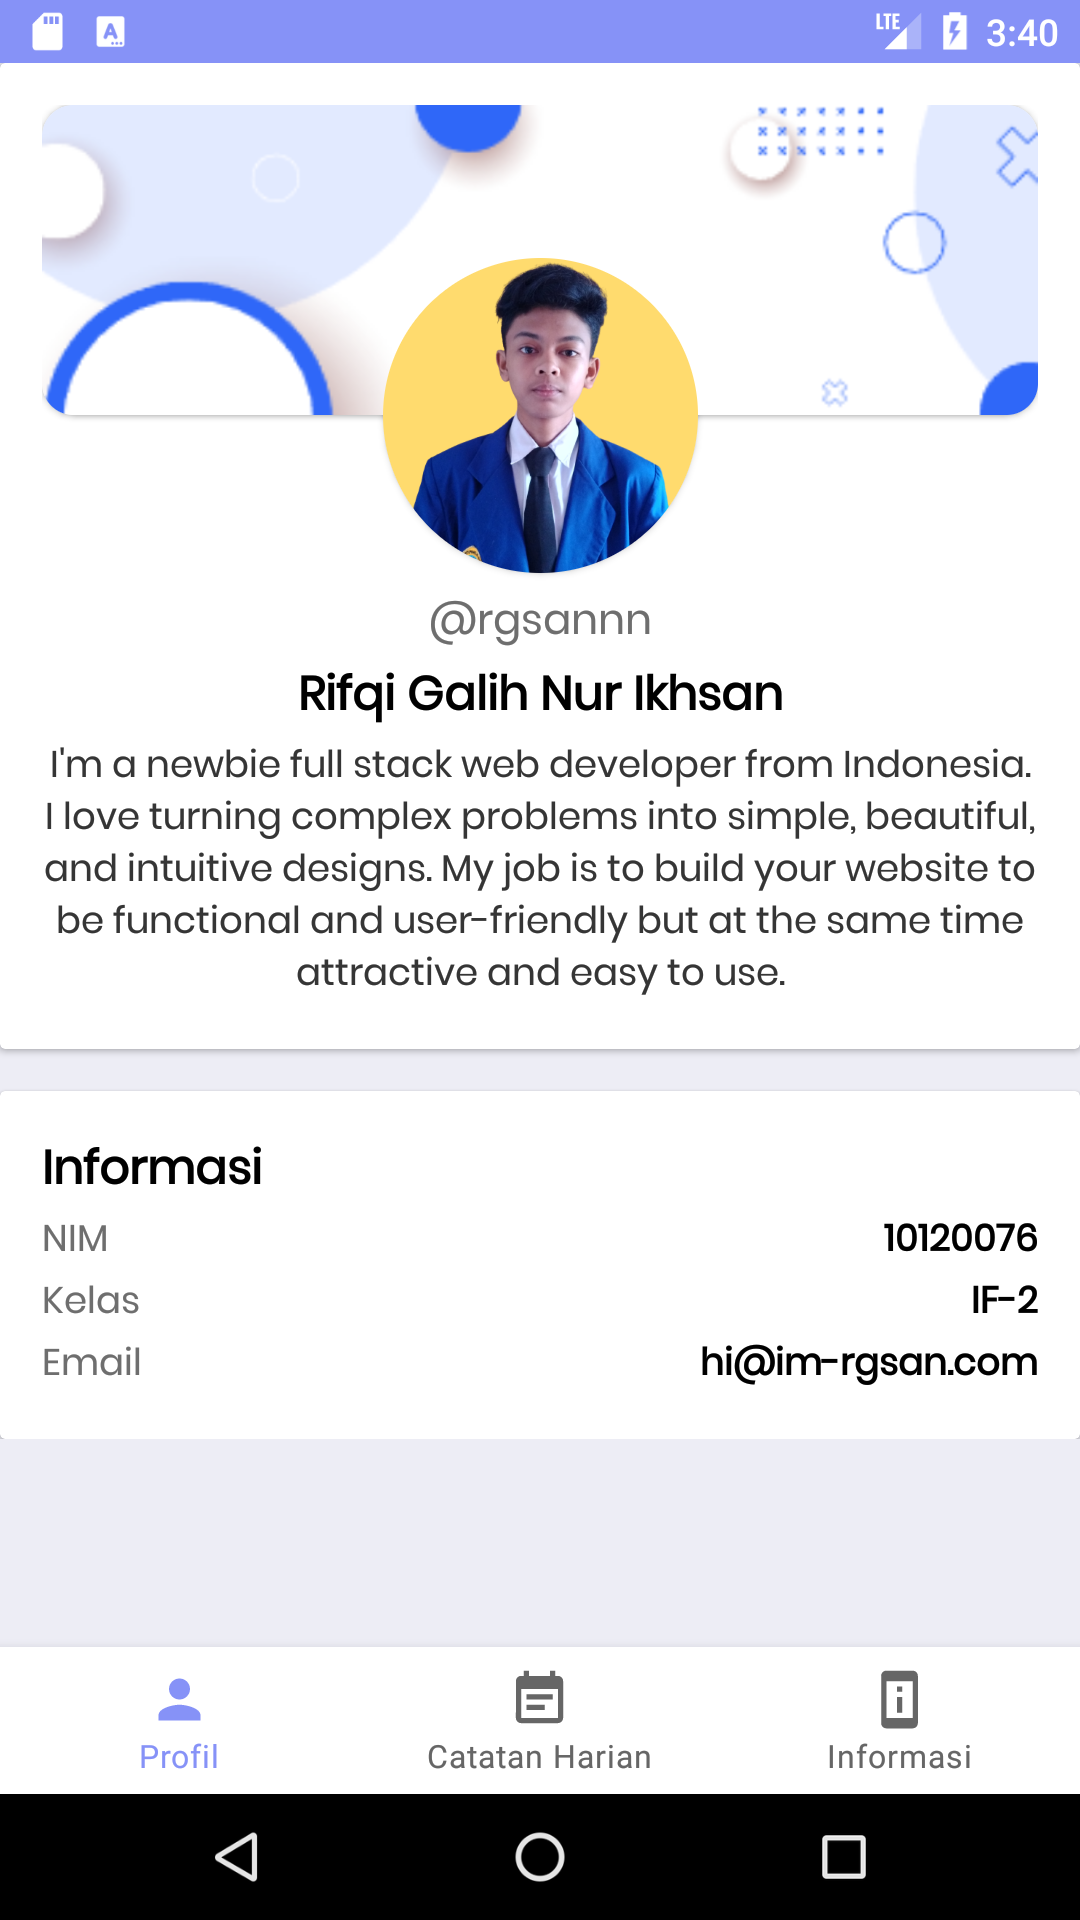 LTE 3:40
@rgsannn
Rifqi Galih Nur Ikhsan
I'm a newbie full stack web developer from Indonesia.
I love turning complex problems into simple, beautiful,
and intuitive designs. My job is to build your website to
be functional and user-friendly but at the same time
attractive and easy to use.
Informasi
NIM 10120076
Kelas IF-2
Email hi@im-rgsan.com
Profil Catatan Harian Informasi